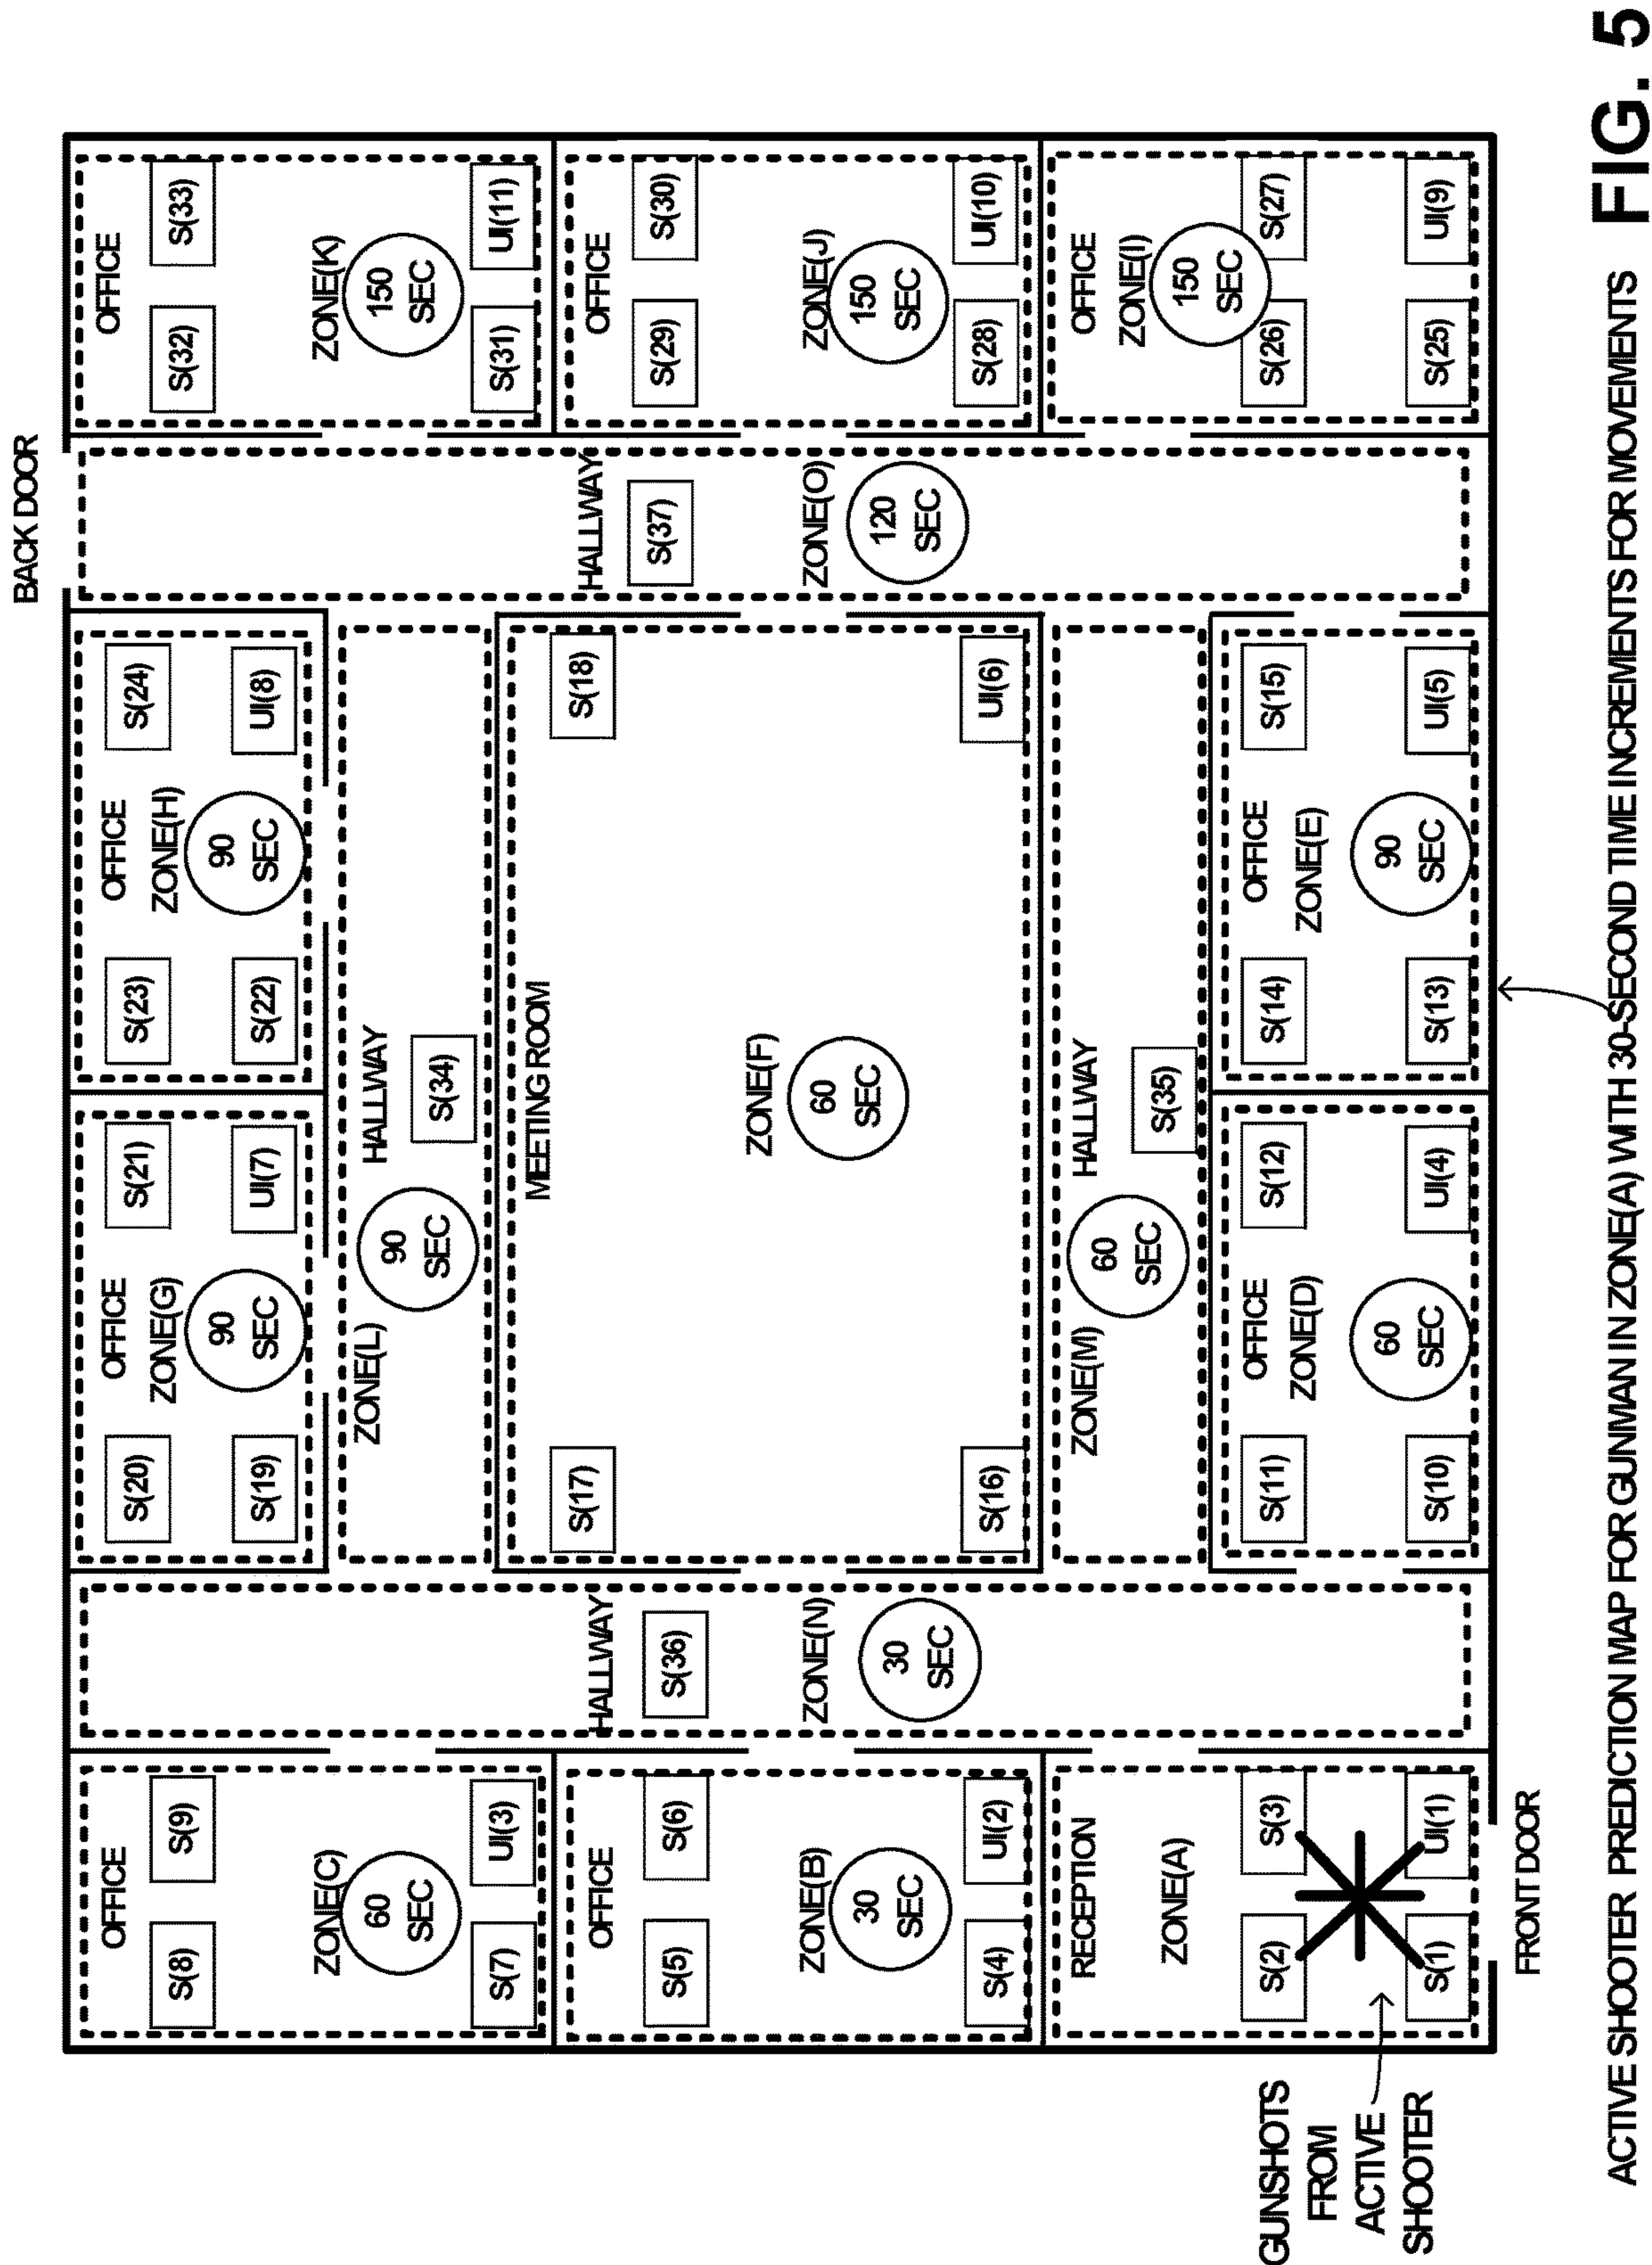 BACK DOOR
OFFICE
S(8)
S(9)
ZONE(C)
60
SEC
S(7)
UI(3)
OFFICE
S(20)
S(21)
ZONE(G)
90
SEC
S(19)
UI(7)
OFFICE
S(23)
S(24)
ZONE(H)
90
SEC
S(22)
UI(8)
OFFICE
S(32)
S(33)
ZONE(K)
150
SEC
S(31)
UI(11)
HALLWAY
ZONE(L)
90
SEC
S(34)
OFFICE
S(5)
S(6)
ZONE(B)
30
SEC
S(4)
UI(2)
HALLWAY
S(36)
ZONE(N)
30
SEC
MEETING ROOM
S(17)
S(18)
ZONE(F)
60
SEC
S(16)
UI(6)
HALLWAY
S(37)
ZONE(O)
120
SEC
OFFICE
S(29)
S(30)
ZONE(J)
150
SEC
S(28)
UI(10)
HALLWAY
ZONE(M)
60
SEC
S(35)
RECEPTION
ZONE(A)
S(2)
S(3)
S(1)
UI(1)
OFFICE
S(11)
S(12)
ZONE(D)
60
SEC
S(10)
UI(4)
OFFICE
S(14)
S(15)
ZONE(E)
90
SEC
S(13)
UI(5)
OFFICE
ZONE(I)
150
SEC
S(26)
S(27)
S(25)
UI(9)
GUNSHOTS
FROM
ACTIVE
SHOOTER
FRONT DOOR
ACTIVE SHOOTER PREDICTION MAP FOR GUNMAN IN ZONE(A) WITH 30-SECOND TIME INCREMENTS FOR MOVEMENTS
FIG. 5